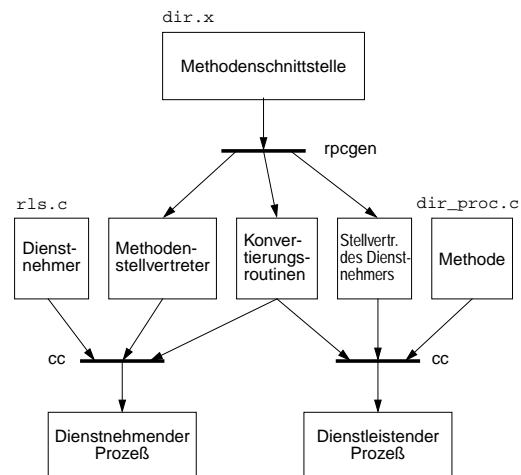 dir.x
Methodenschnittstelle
rpcgen
rls.c
dir_proc.c
Dienst-
nehmer
Methoden-
stellvertreter
Konver-
tierungs-
routinen
Stellvertr.
des Dienst-
nehmers
Methode
cc
cc
Dienstnehmender
Prozeß
Dienstleistender
Prozeß